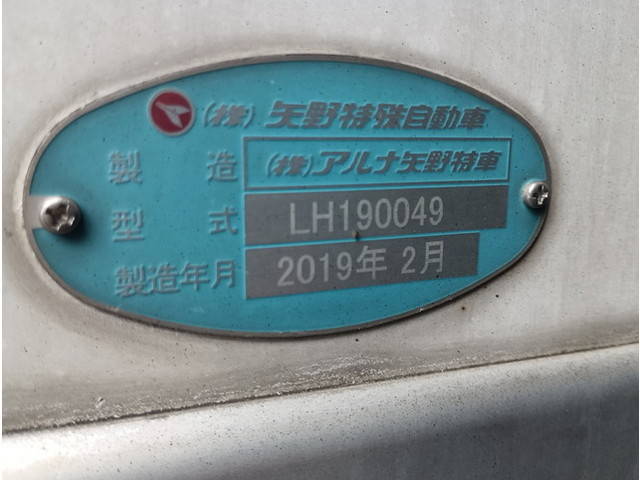 (株)矢野特殊自動車
製造 (株)アルナ矢野特車
型式 LH190049
製造年月 2019年 2月